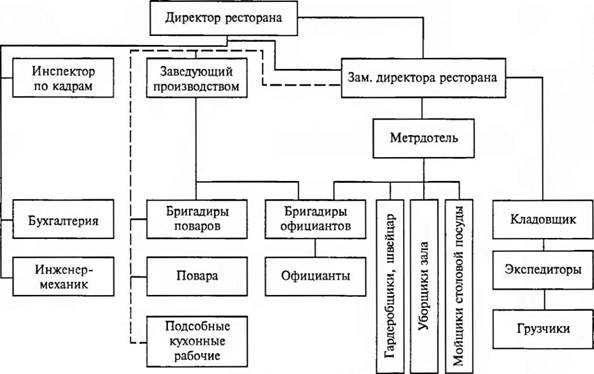 Директор ресторана
Инспектор
по кадрам
Заведующий
производством
Зам. директора ресторана
Метрдотель
Бухгалтерия
Бригадиры
поваров
Бригадиры
официантов
Гардеробщики, швейцар
Уборщики зала
Мойщики столовой посуды
Кладовщик
Инженер-
механик
Повара
Официанты
Экспедиторы
Подсобные
кухонные
рабочие
Грузчики